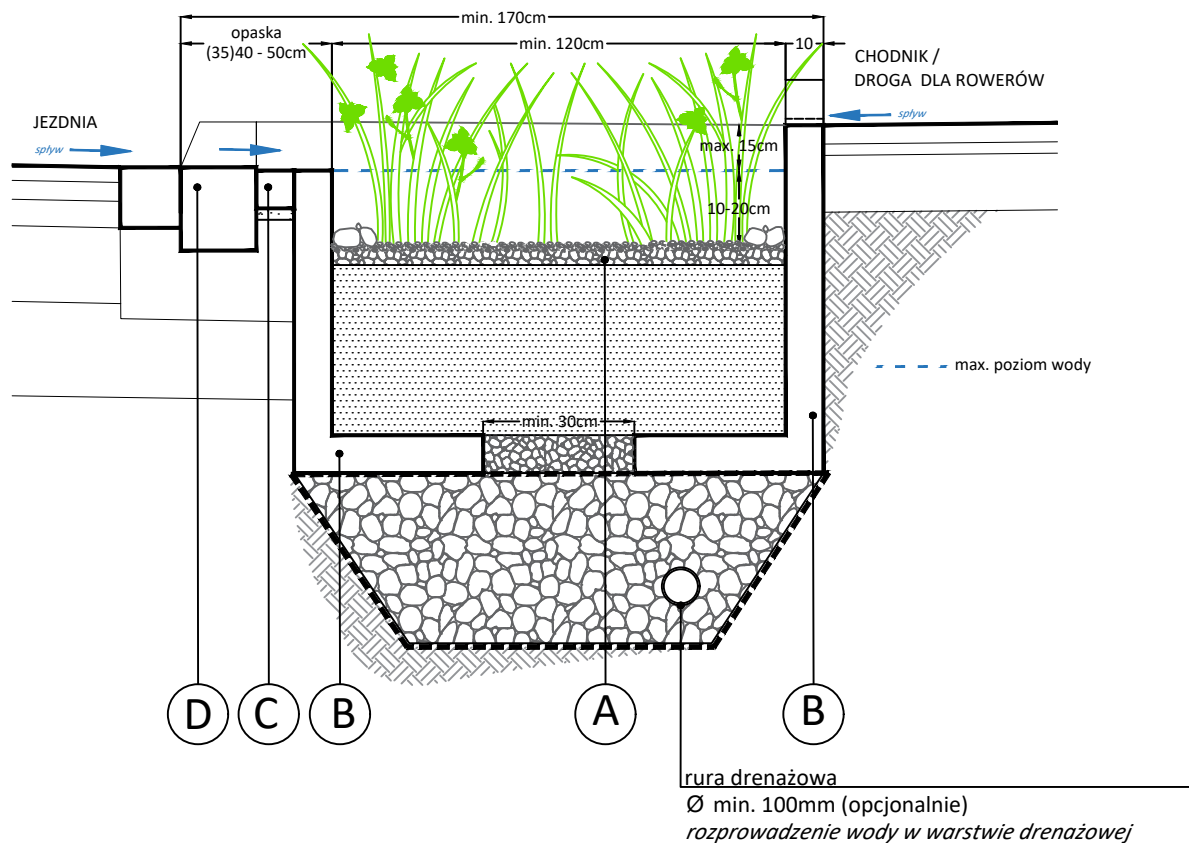 min. 170cm
opaska
(35)40 - 50cm
min. 120cm
10
CHODNIK /
DROGA DLA ROWERÓW
JEZDNIA
spływ
spływ
max. 15cm
10-20cm
max. poziom wody
min. 30cm
D
C
B
A
B
rura drenażowa
Ø min. 100mm (opcjonalnie)
rozprowadzenie wody w warstwie drenażowej